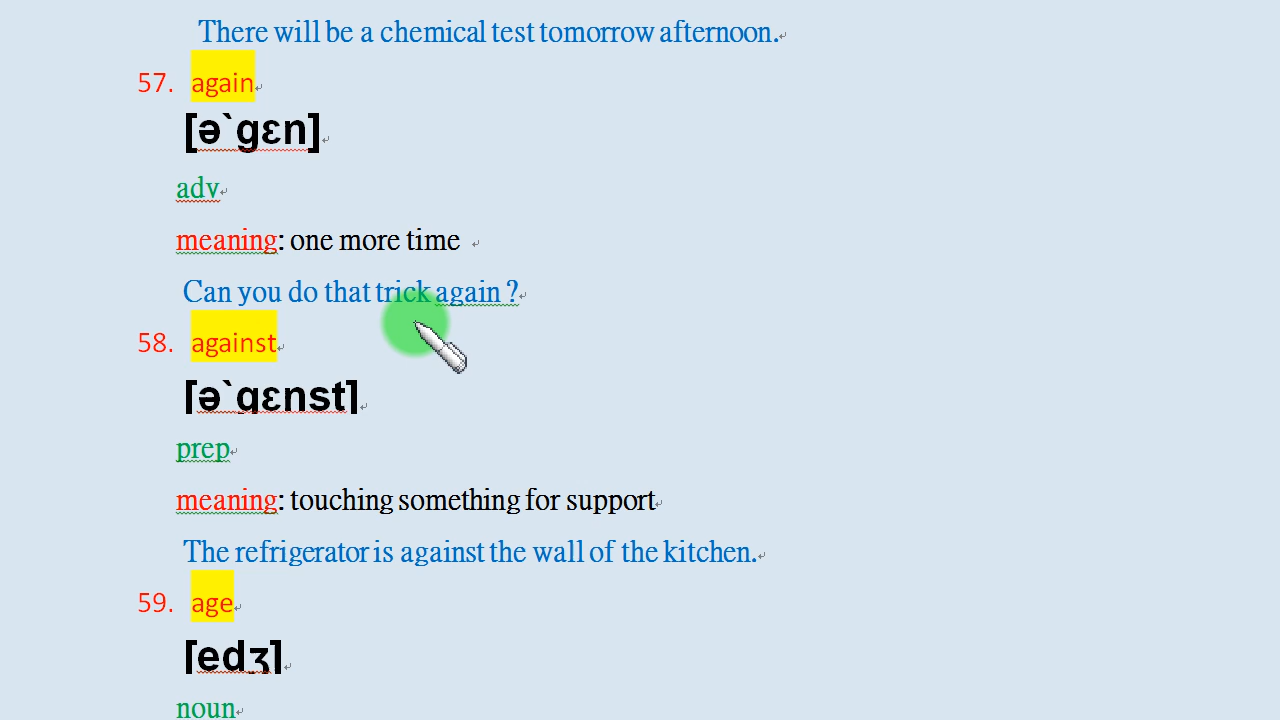 There will be a chemical test tomorrow afternoon.
57. again
[ə`gɛn]
adv
meaning: one more time
Can you do that trick again ?
58. against
[ə`gɛnst]
prep
meaning: touching something for support
The refrigerator is against the wall of the kitchen.
59. age
[edʒ]
noun